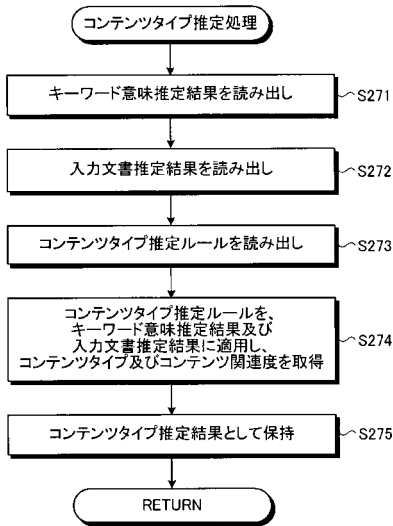 コンテンツタイプ推定処理
キーワード意味推定結果を読み出し
S271
入力文書推定結果を読み出し
S272
コンテンツタイプ推定ルールを読み出し
S273
コンテンツタイプ推定ルールを、
キーワード意味推定結果及び
入力文書推定結果に適用し、
コンテンツタイプ及びコンテンツ関連度を取得
S274
コンテンツタイプ推定結果として保持
S275
RETURN